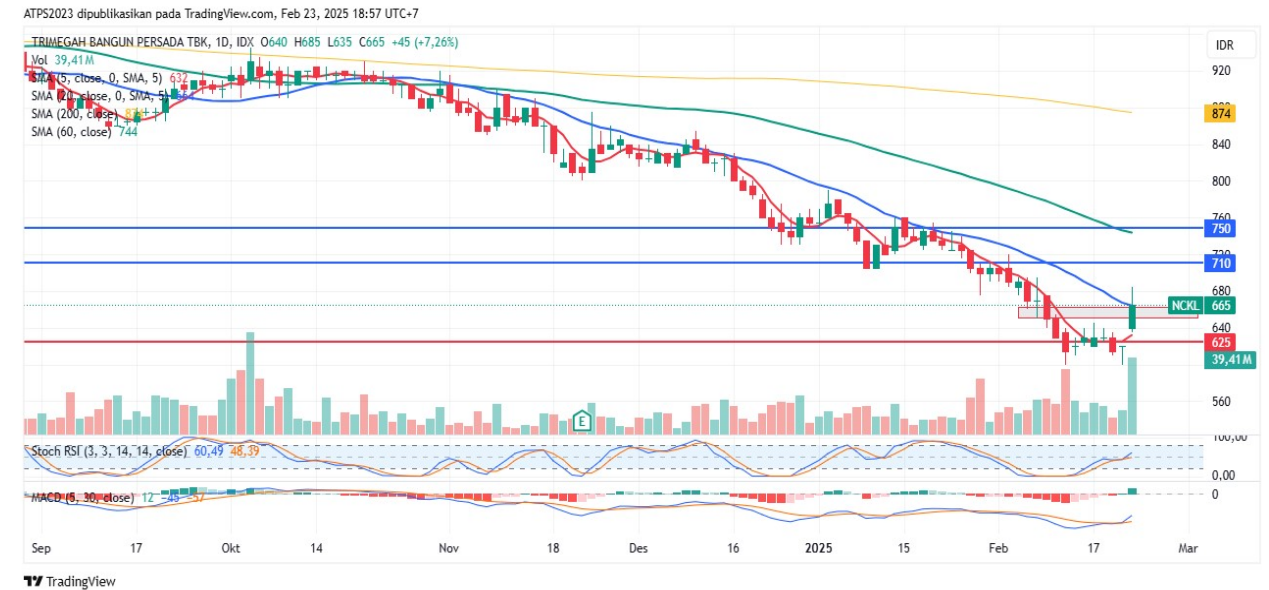 ATPS2023 dipublikasikan pada TradingView.com, Feb 23, 2025 18:57 UTC+7
TRIMEGAH BANGUN PERSADA TBK, 1D, IDX O640 H685 L635 C665 +45 (+7,26%)
IDR
Vol 39,41M
SMA (5, close, 0, SMA, 5) 632
SMA (20, close, 0, SMA, 5)
SMA (200, close)
SMA (60, close) 744
920
874
840
800
760
750
710
680
NCKL 665
640
625
39,41M
560
E
Stoch RSI (3, 3, 14, 14, close) 60,49 48,39
100,00
0,00
MACD (5, 30, close) 12 −45 −57
0
Sep 17 Okt 14 Nov 18 Des 16 2025 15 Feb 17 Mar
TradingView